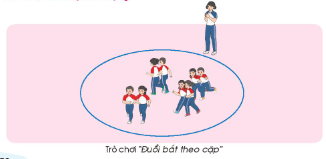 Trò chơi "Đuổi bắt theo cặp"